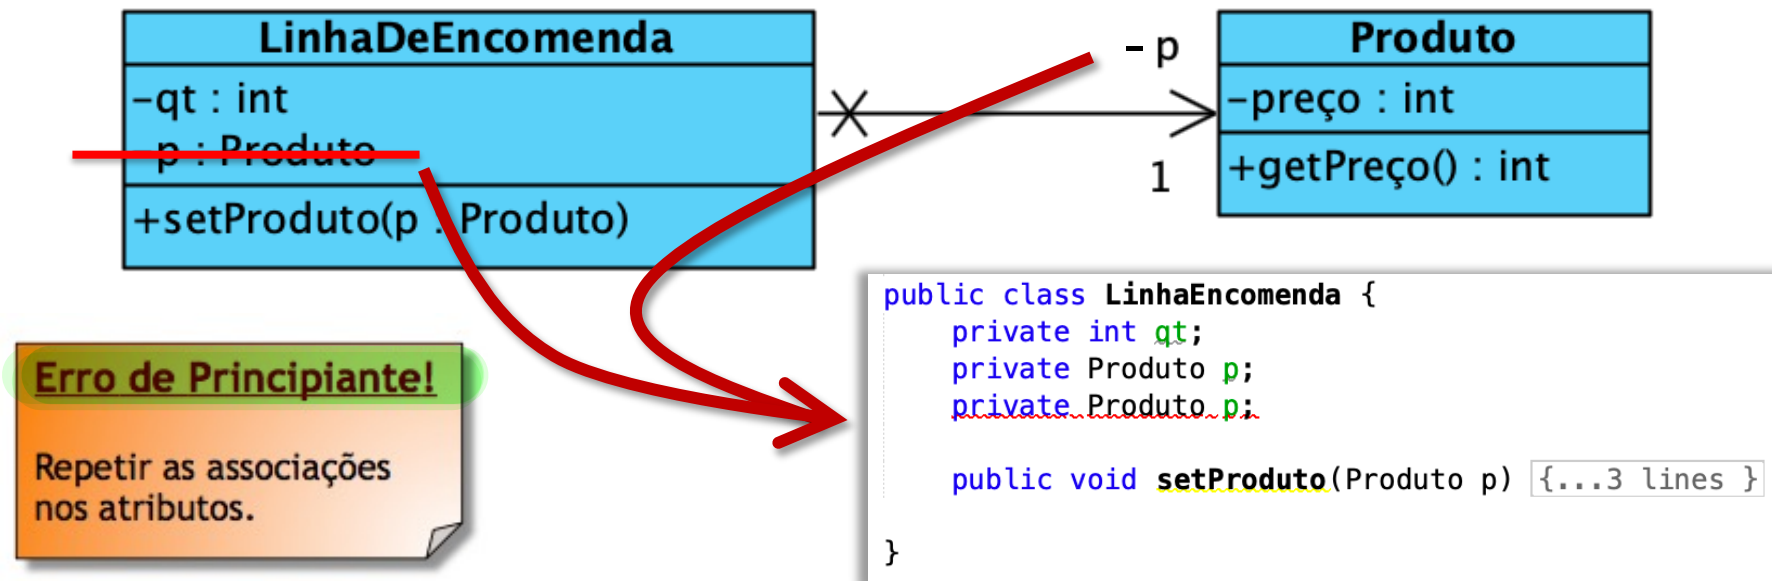 LinhaDeEncomenda
-qt : int
-p : Produto
+setProduto(p : Produto)
-p
1
Produto
-preço : int
+getPreço() : int
Erro de Principiante!
Repetir as associações
nos atributos.
public class LinhaEncomenda {
private int qt;
private Produto p;
private Produto p;
public void setProduto(Produto p) {...3 lines }
}